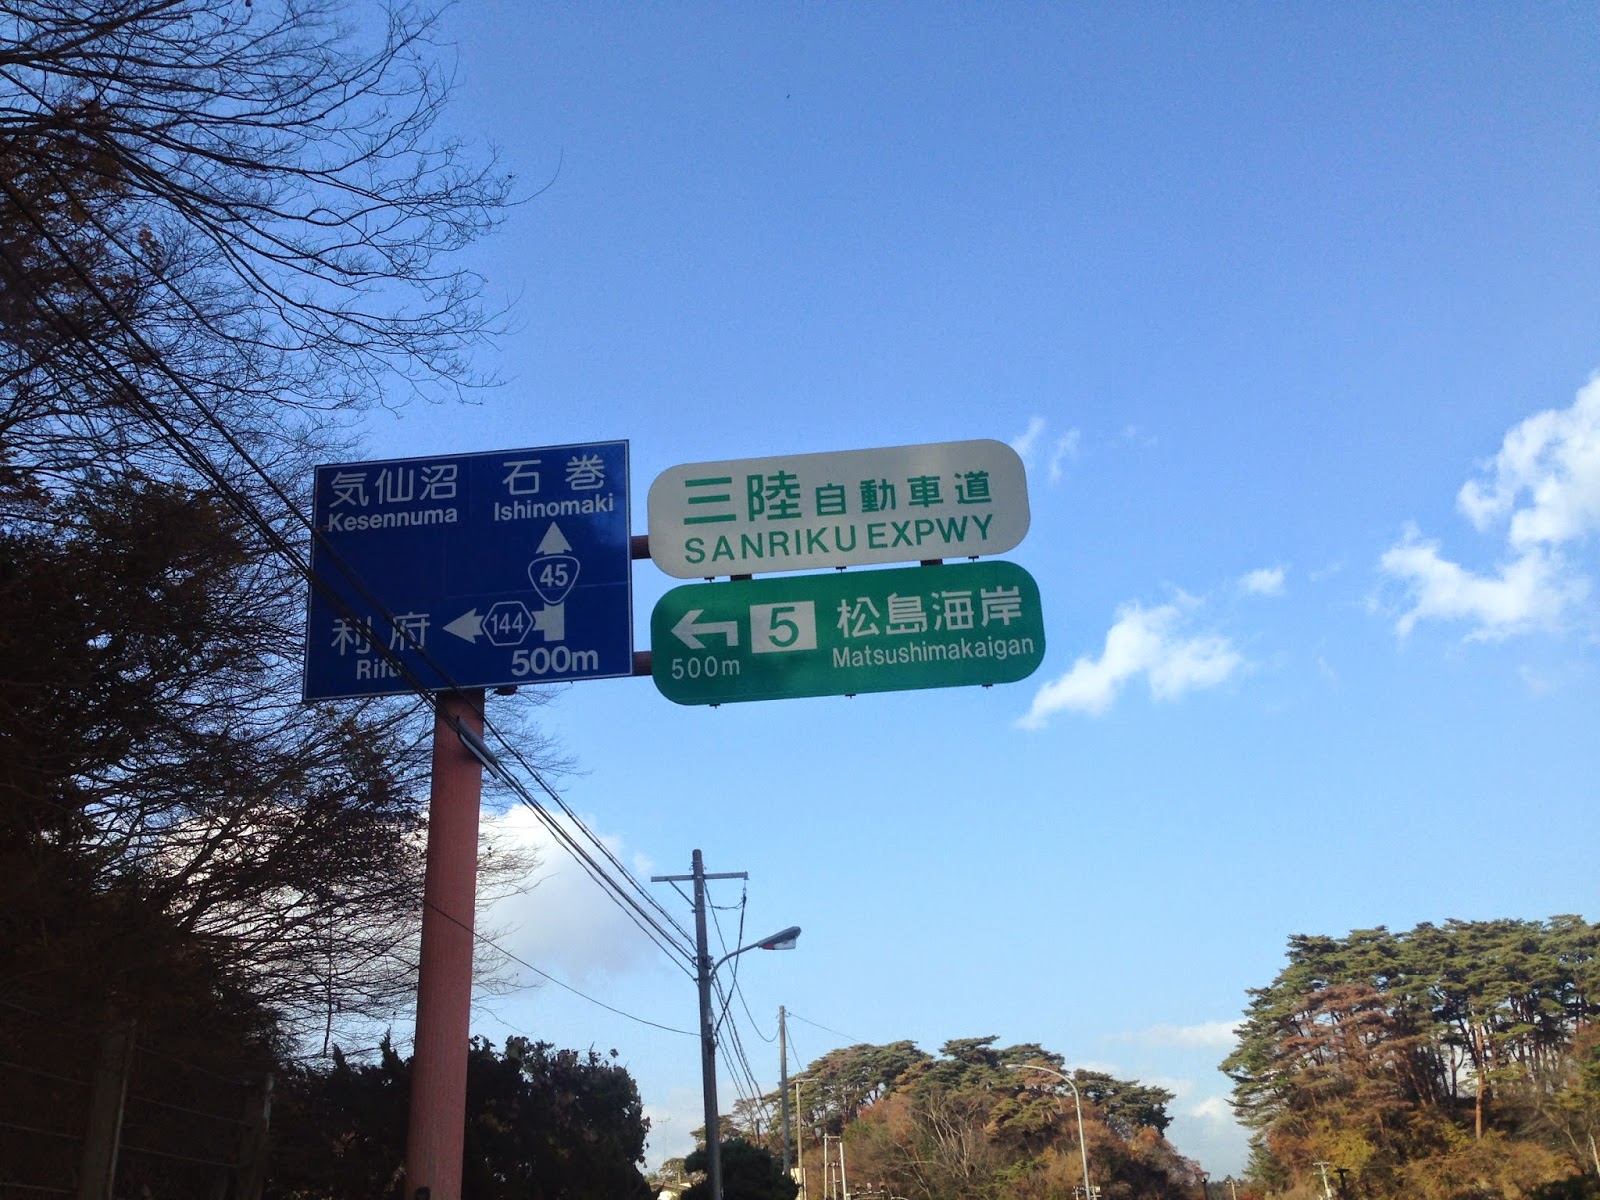 気仙沼 石巻
Kesennuma Ishinomaki
45
利府 144
Rifu 500m
三陸自動車道
SANRIKU EXPWY
5 松島海岸
500m Matsushimakaigan